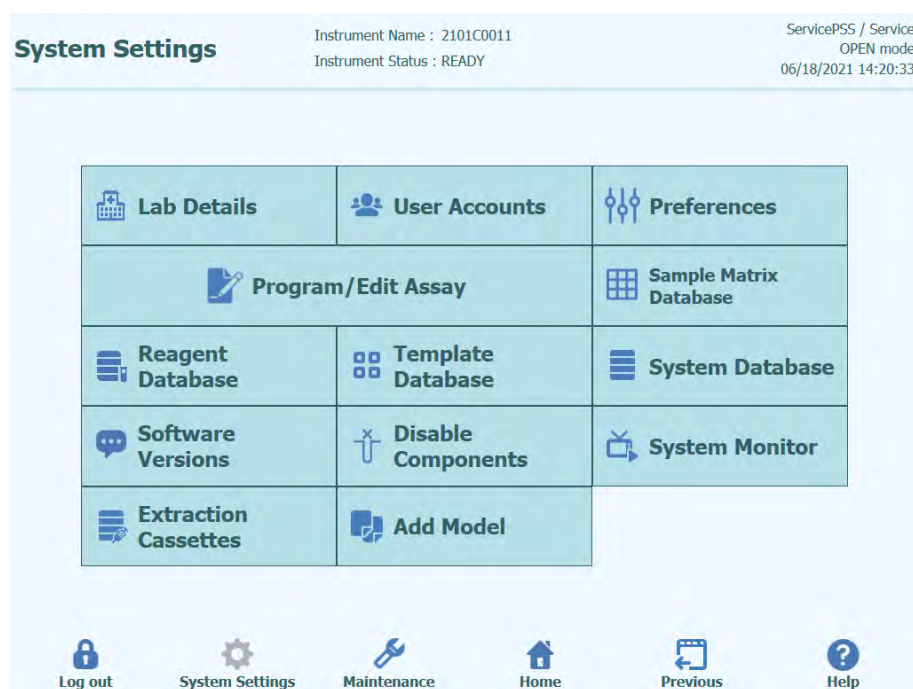 System Settings
Instrument Name : 2101C0011
Instrument Status : READY
ServicePSS / Service
OPEN mode
06/18/2021 14:20:33
Lab Details
User Accounts
Preferences
Program/Edit Assay
Sample Matrix
Database
Reagent
Database
Template
Database
System Database
Software
Versions
Disable
Components
System Monitor
Extraction
Cassettes
Add Model
Log out
System Settings
Maintenance
Home
Previous
Help